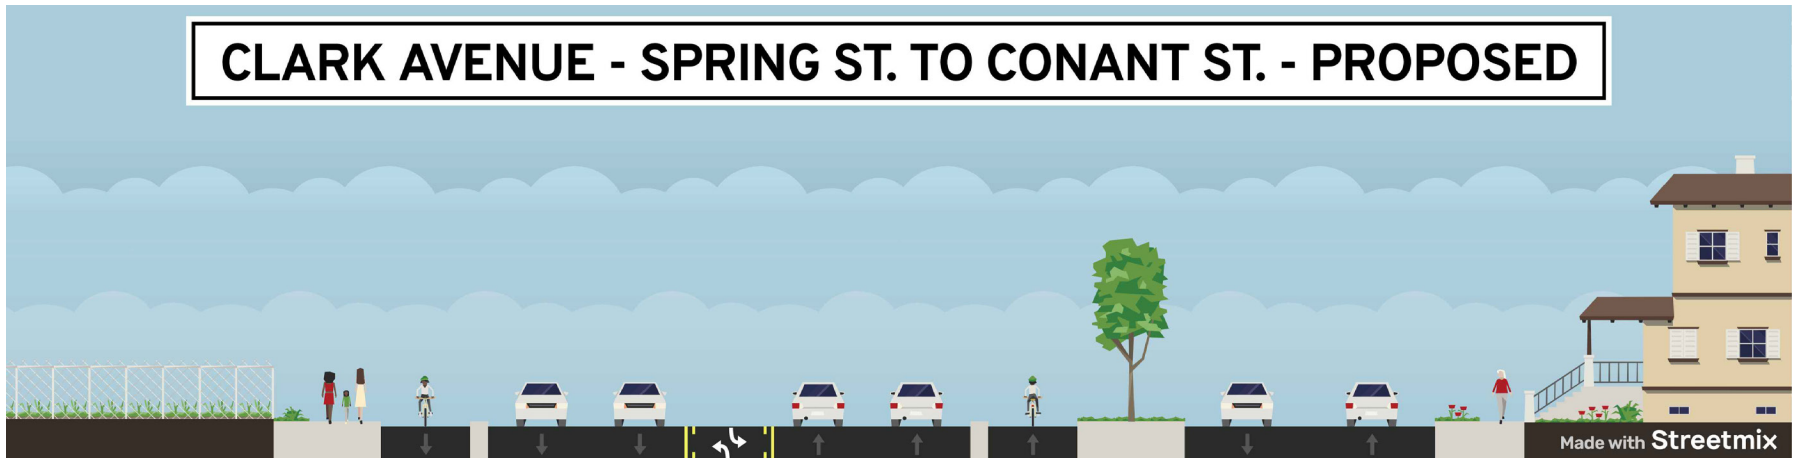 CLARK AVENUE - SPRING ST. TO CONANT ST. - PROPOSED
Made with Streetmix